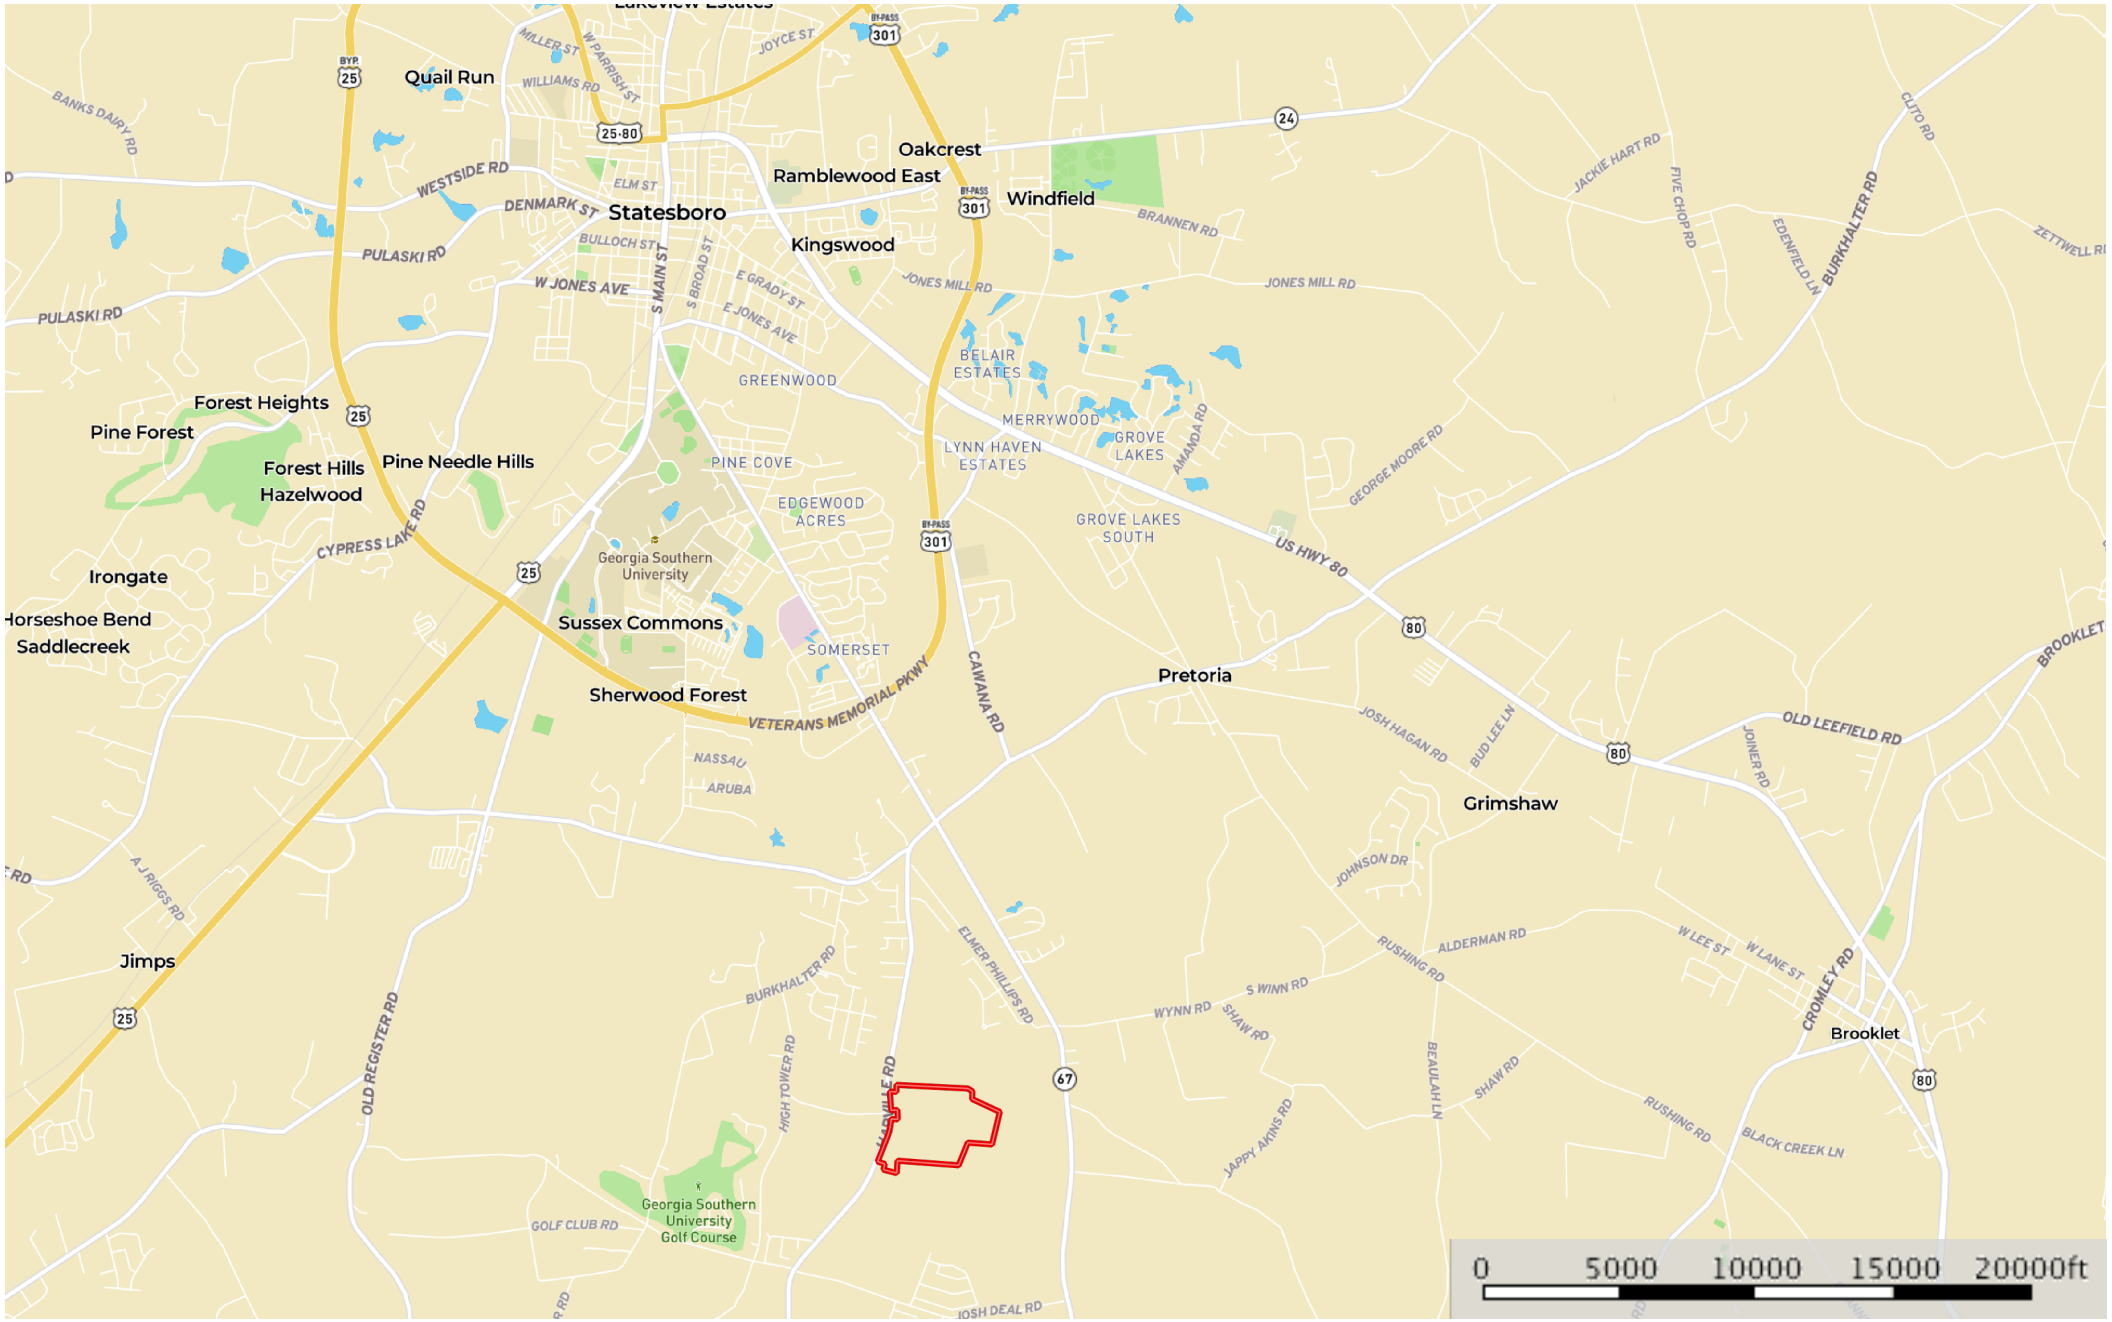 Lakeview Estates
BY-PASS
301
MILLER ST
W PARRISH ST
JOYCE ST
BYP.
25
Quail Run
WILLIAMS RD
BANKS DAIRY RD
25·80
24
CLITO RD
Oakcrest
JACKIE HART RD
WESTSIDE RD
ELM ST
Ramblewood East
BY-PASS
301
Windfield
FIVE CHOP RD
DENMARK ST
Statesboro
BRANNEN RD
BURKHALTER RD
EDENFIELD LN
ZETTWELL R
PULASKI RD
BULLOCH ST
Kingswood
W JONES AVE
S MAIN ST
S BROAD ST
E GRADY ST
JONES MILL RD
JONES MILL RD
PULASKI RD
E JONES AVE
BELAIR
ESTATES
GREENWOOD
Forest Heights
25
MERRYWOOD
Pine Forest
GROVE
LAKES
AMANDA RD
LYNN HAVEN
ESTATES
GEORGE MOORE RD
Forest Hills
Pine Needle Hills
PINE COVE
Hazelwood
EDGEWOOD
ACRES
GROVE LAKES
SOUTH
CYPRESS LAKE RD
BY-PASS
301
US HWY 80
Georgia Southern
University
25
Irongate
Horseshoe Bend
Sussex Commons
80
Saddlecreek
SOMERSET
BROOKLET
CAWANA RD
Pretoria
Sherwood Forest
VETERANS MEMORIAL PKWY
JOSH HAGAN RD
BUD LEE LN
OLD LEEFIELD RD
80
JOINER RD
NASSAU
ARUBA
Grimshaw
RD
A J RIGGS RD
JOHNSON DR
ELMER PHILLIPS RD
W LEE ST
W LANE ST
ALDERMAN RD
RUSHING RD
Jimps
BURKHALTER RD
S WINN RD
CROMLEY RD
25
OLD REGISTER RD
WYNN RD
SHAW RD
Brooklet
HIGH TOWER RD
HARVILLE RD
67
BEAULAH LN
SHAW RD
80
JAPPY AKINS RD
RUSHING RD
BLACK CREEK LN
Georgia Southern
University
Golf Course
GOLF CLUB RD
JOSH DEAL RD
RD
RD
0 5000 10000 15000 20000ft